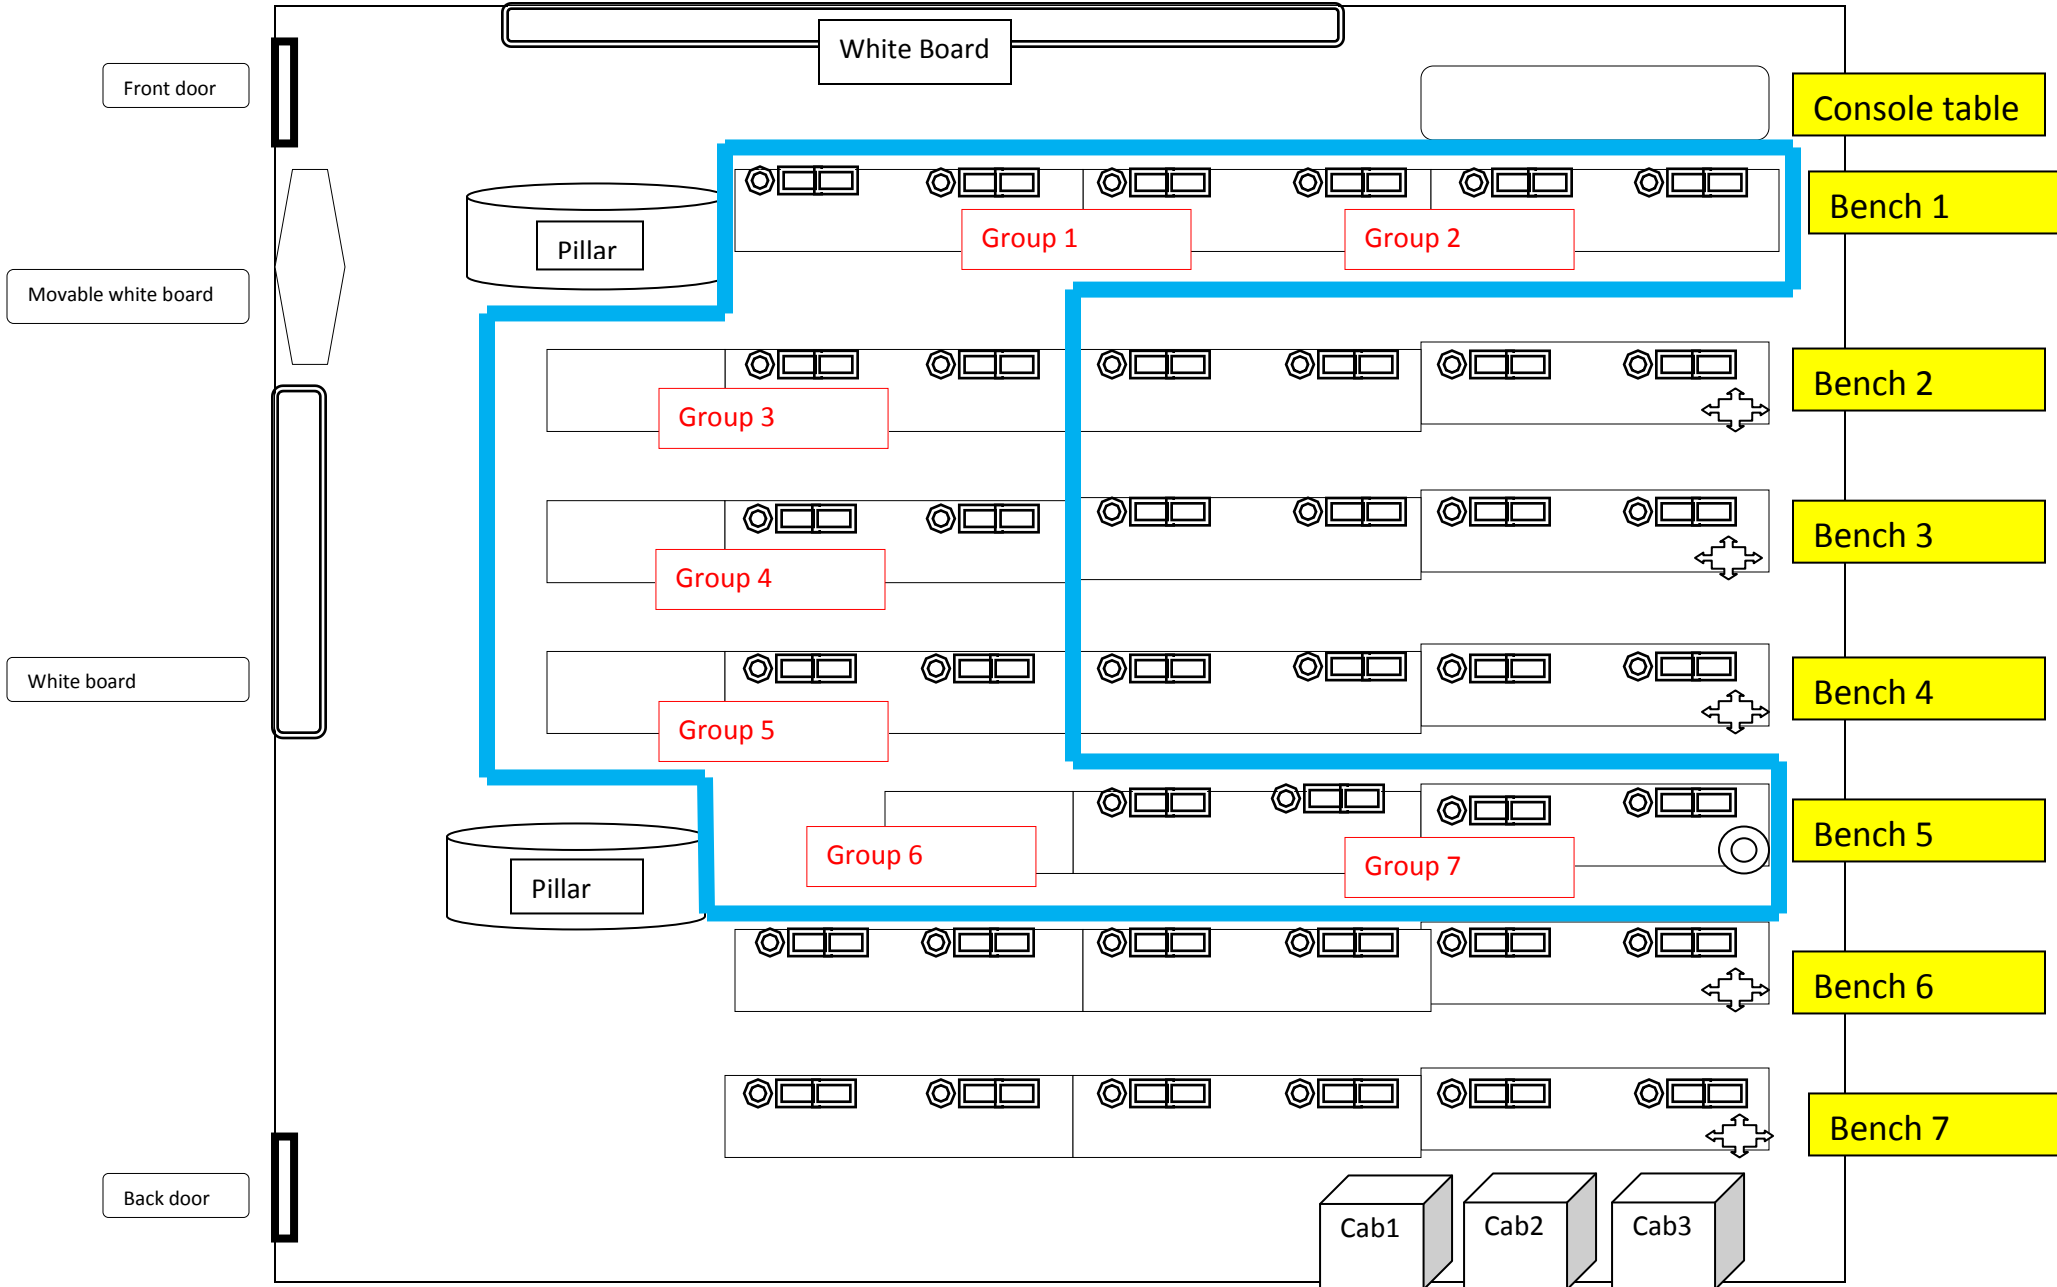 White Board
Front door
Console table
Bench 1
Group 1
Group 2
Pillar
Movable white board
Bench 2
Group 3
Bench 3
Group 4
White board
Bench 4
Group 5
Bench 5
Group 6
Group 7
Pillar
Bench 6
Bench 7
Back door
Cab1
Cab2
Cab3